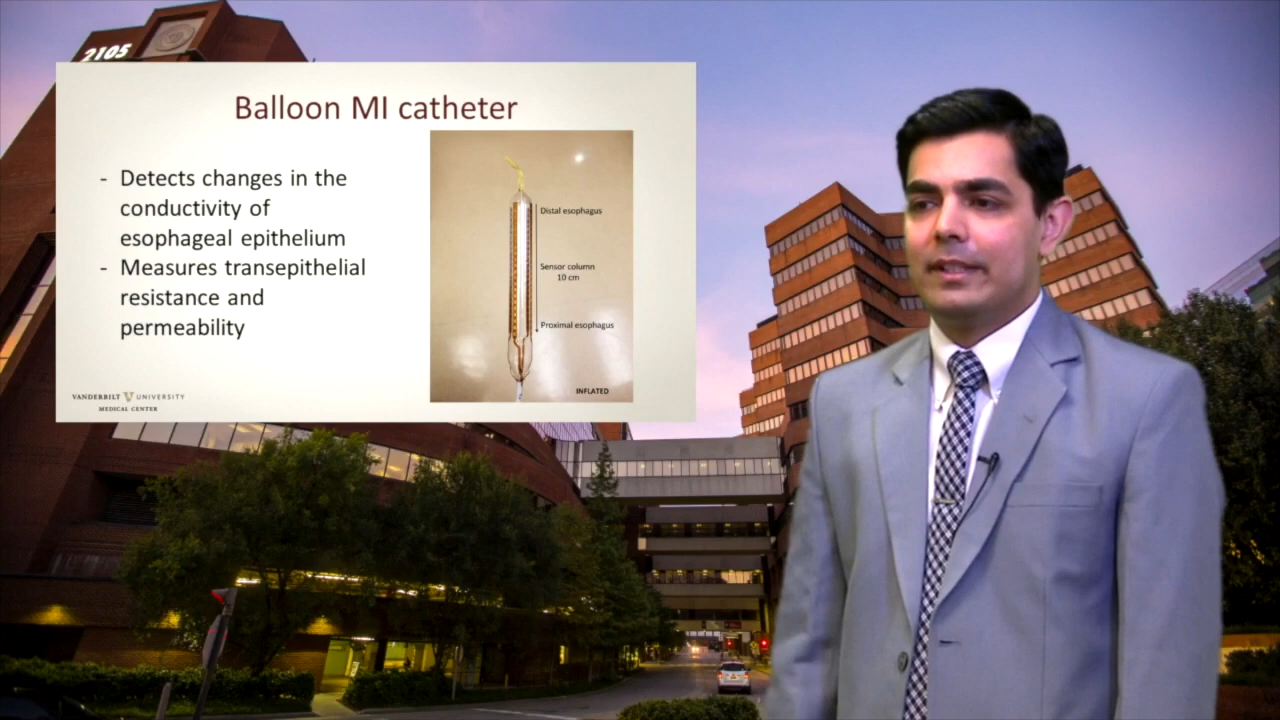 2105
Balloon MI catheter
- Detects changes in the
conductivity of
esophageal epithelium
- Measures transepithelial
resistance and
permeability
Distal esophagus
Sensor column
10 cm
Proximal esophagus
INFLATED
VANDERBILT V UNIVERSITY
MEDICAL CENTER